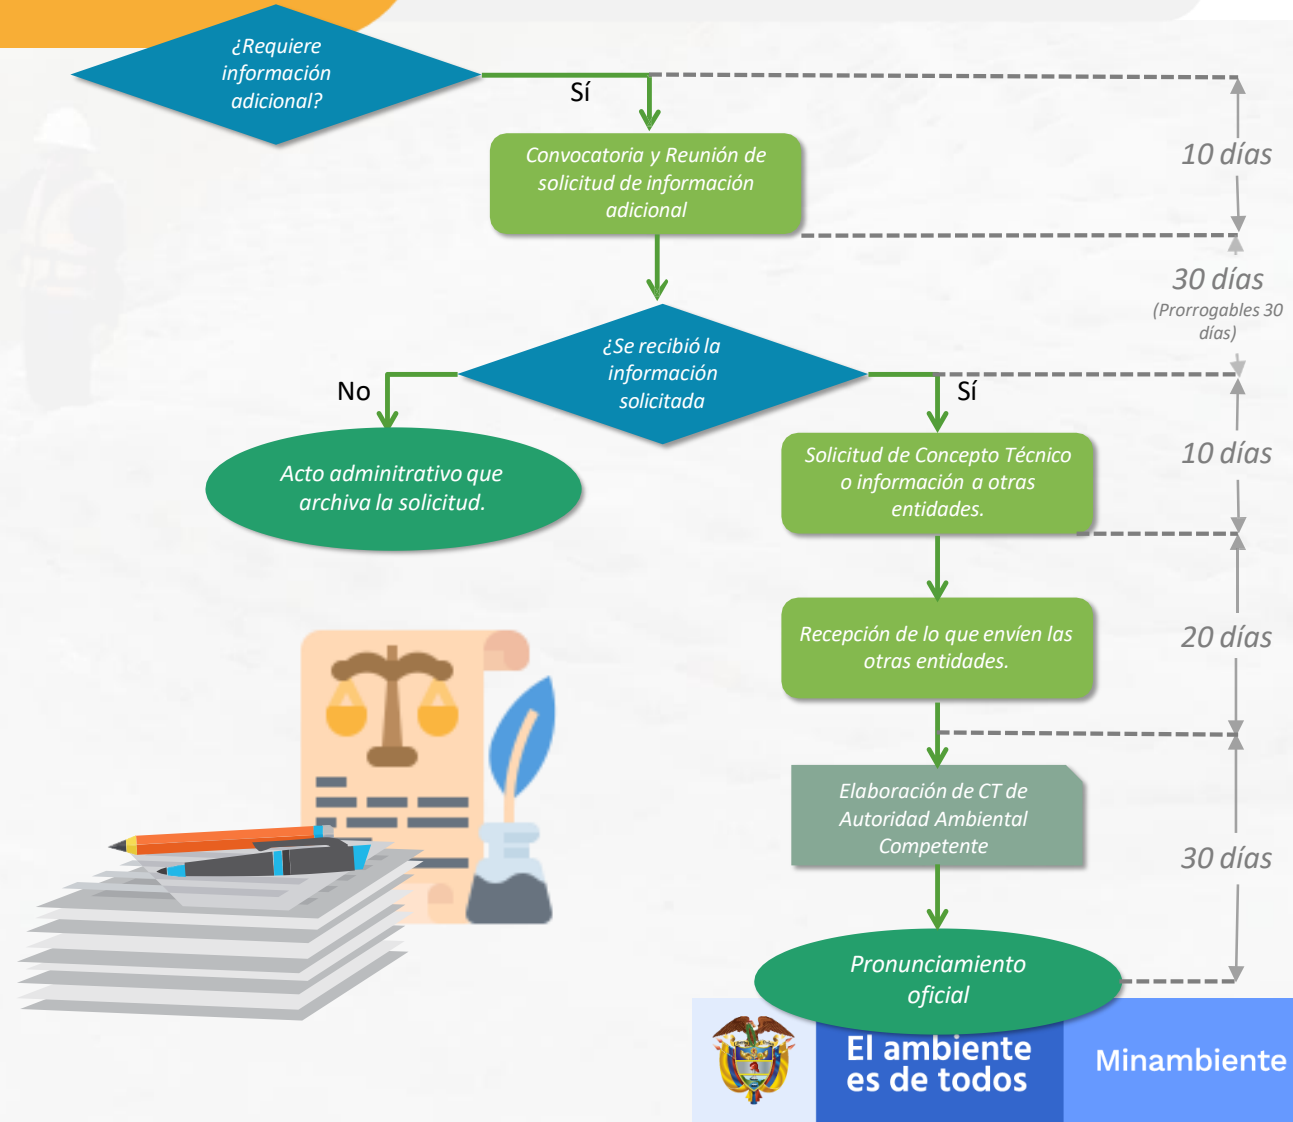 ¿Requiere
información
adicional?
Sí
Convocatoria y Reunión de
solicitud de información
adicional
10 días
30 días
(Prorrogables 30
días)
¿Se recibió la
información
solicitada
No
Sí
Acto adminitrativo que
archiva la solicitud.
Solicitud de Concepto Técnico
o información a otras
entidades.
10 días
Recepción de lo que envíen las
otras entidades.
20 días
Elaboración de CT de
Autoridad Ambiental
Competente
30 días
Pronunciamiento
oficial
El ambiente
es de todos
Minambiente